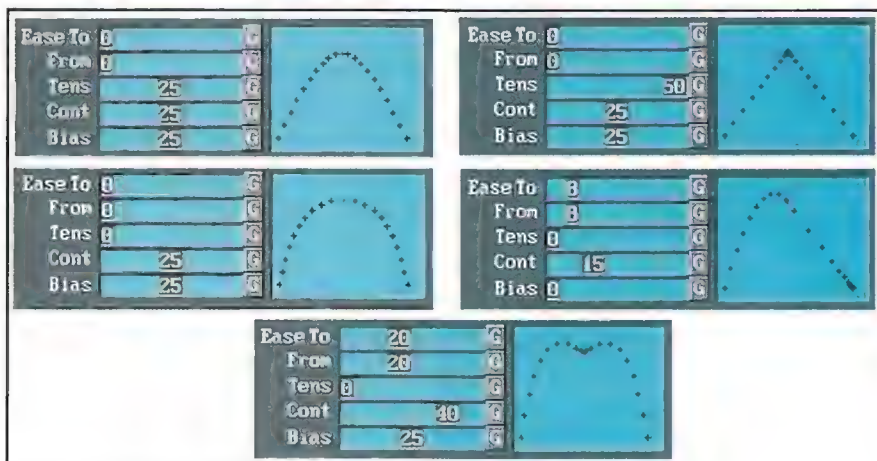 Ease To 0 G
From 0 G
Tens 25 G
Cont 25 G
Bias 25 G
Ease To 0 G
From 0 G
Tens 50 G
Cont 25 G
Bias 25 G
Ease To 0 G
From 0 G
Tens 0 G
Cont 25 G
Bias 25 G
Ease To 8 G
From 8 G
Tens 0 G
Cont 15 G
Bias 0 G
Ease To 20 G
From 20 G
Tens 0 G
Cont 40 G
Bias 25 G